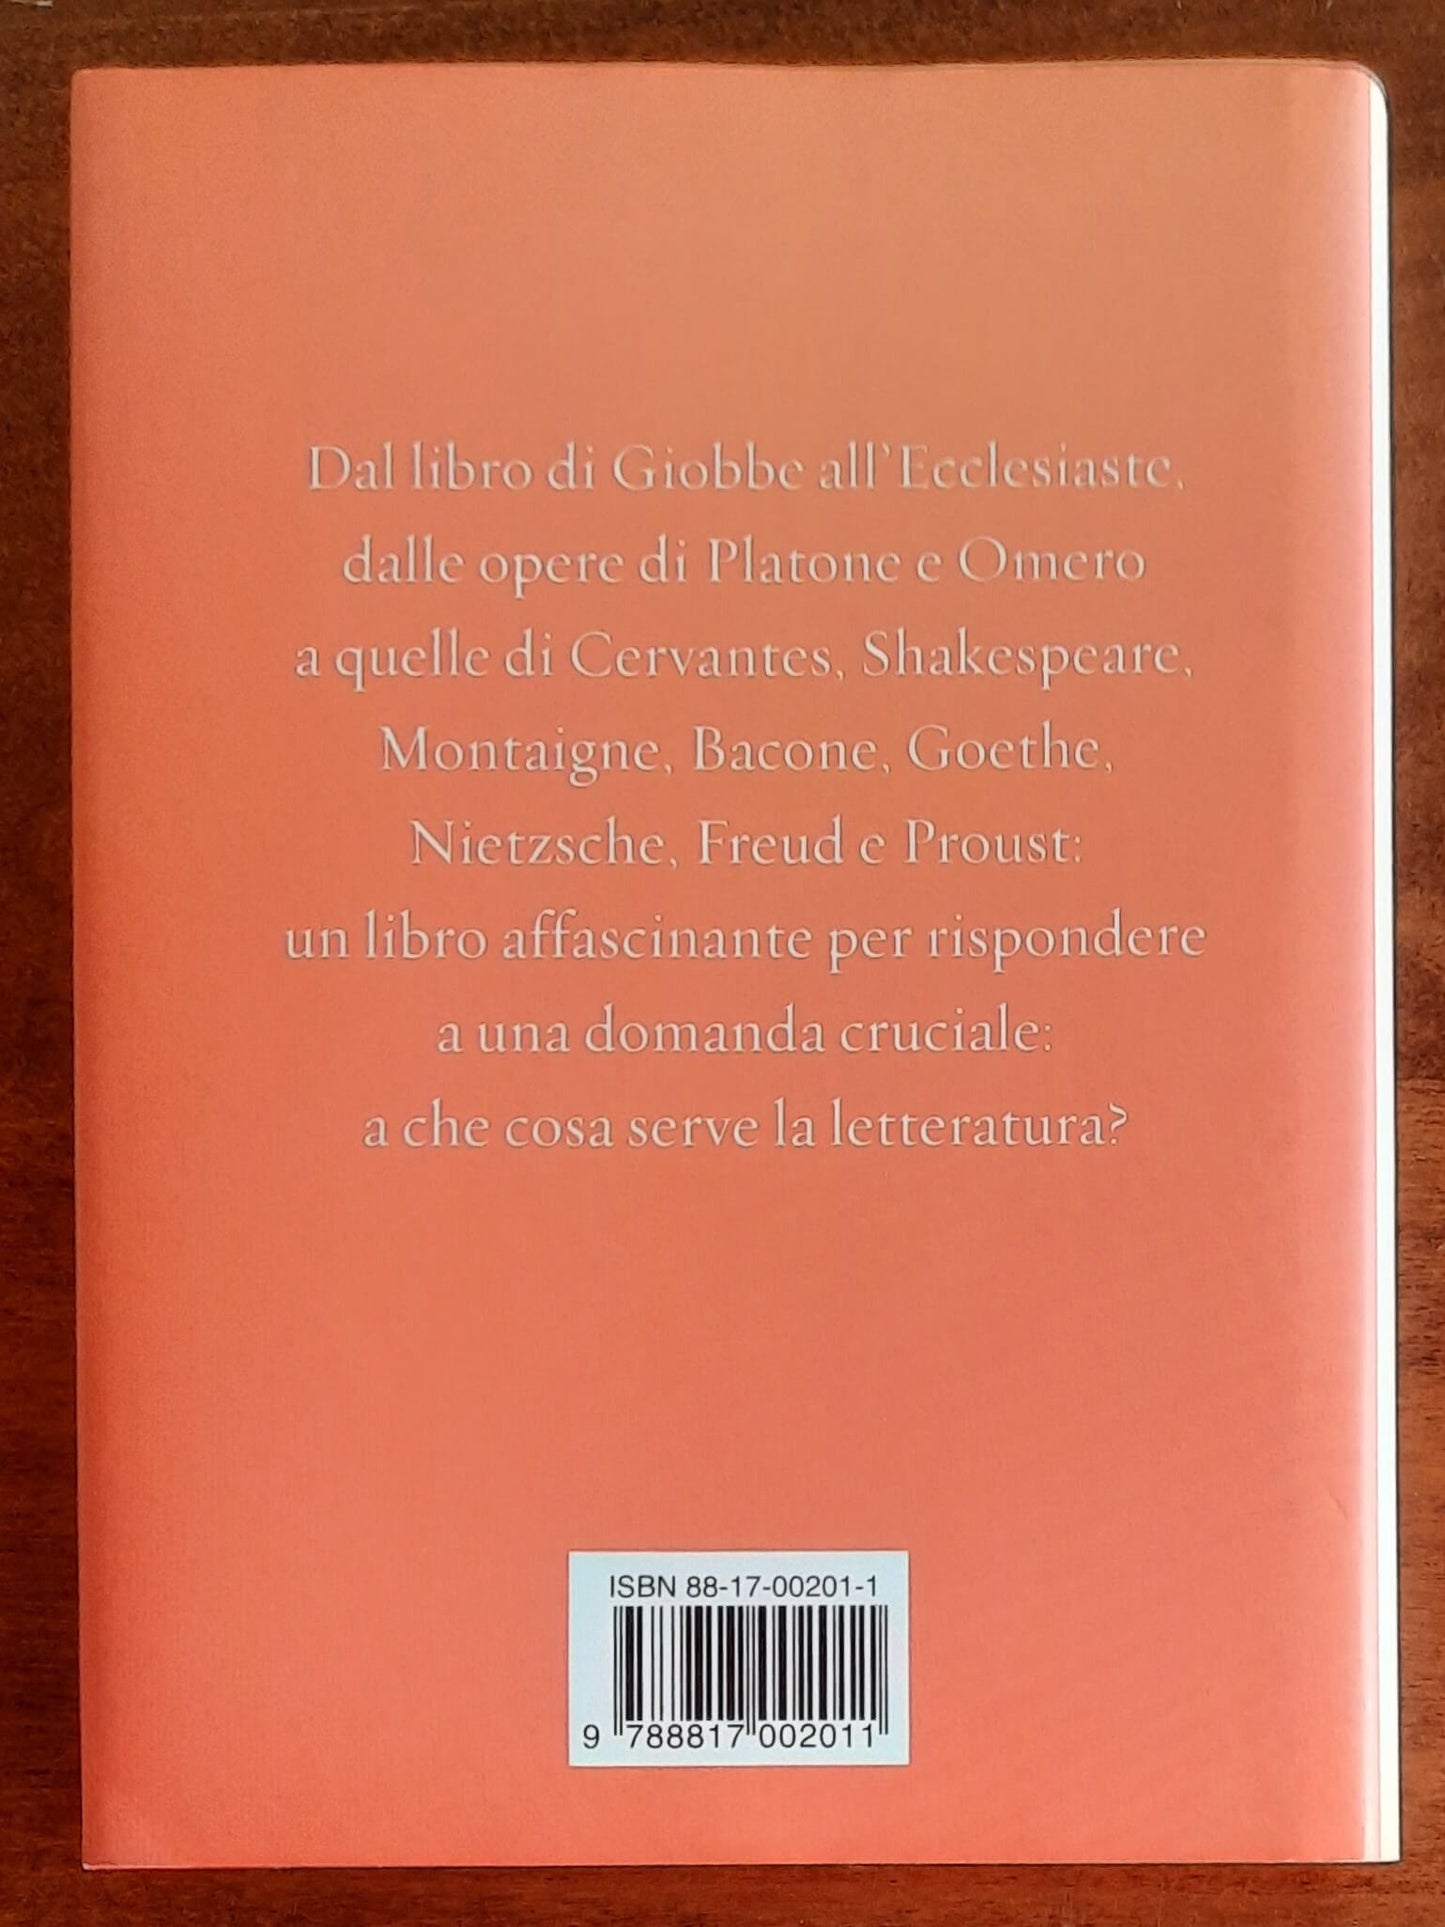 Dal libro di Giobbe all'Ecclesiaste,
dalle opere di Platone e Omero
a quelle di Cervantes, Shakespeare,
Montaigne, Bacone, Goethe,
Nietzsche, Freud e Proust:
un libro affascinante per rispondere
a una domanda cruciale:
a che cosa serve la letteratura?
ISBN 88-17-00201-1
9 788817 002011